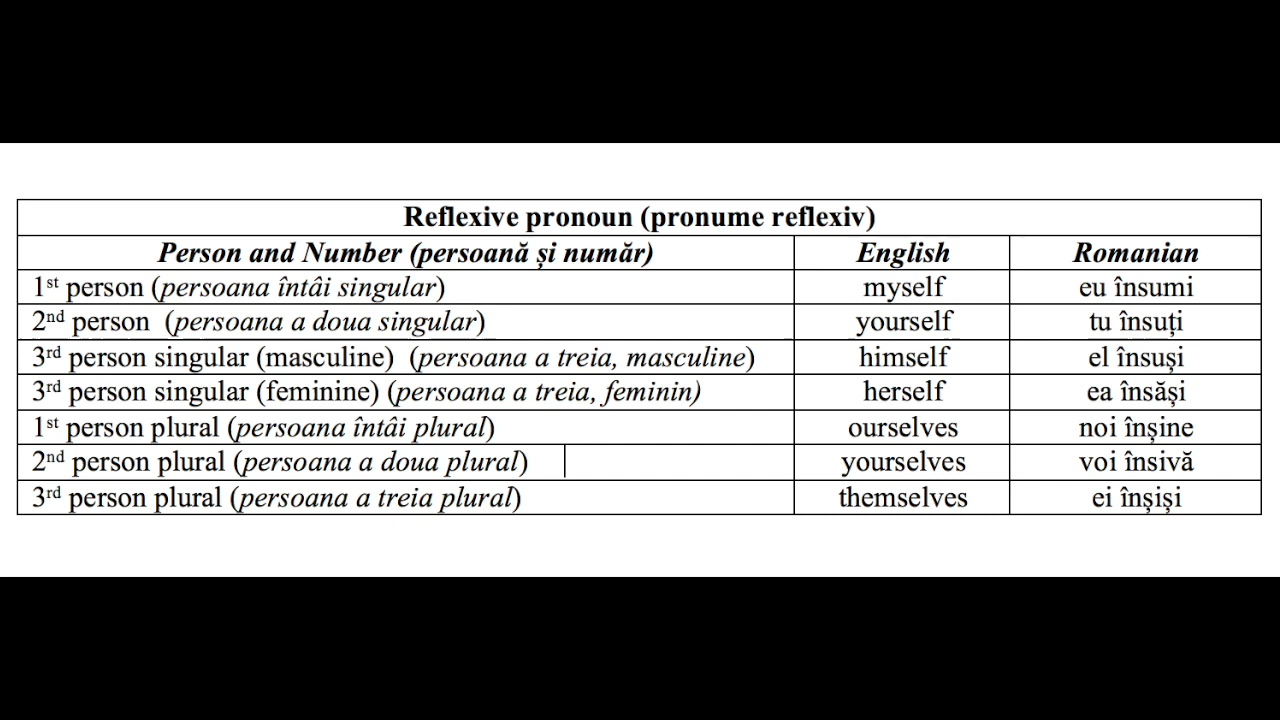 Reflexive pronoun (pronume reflexiv)
Person and Number (persoană și număr) English Romanian
1st person (persoana întâi singular) myself eu însumi
2nd person (persoana a doua singular) yourself tu însuți
3rd person singular (masculine) (persoana a treia, masculine) himself el însuși
3rd person singular (feminine) (persoana a treia, feminin) herself ea însăși
1st person plural (persoana întâi plural) ourselves noi înșine
2nd person plural (persoana a doua plural) yourselves voi însivă
3rd person plural (persoana a treia plural) themselves ei înșiși